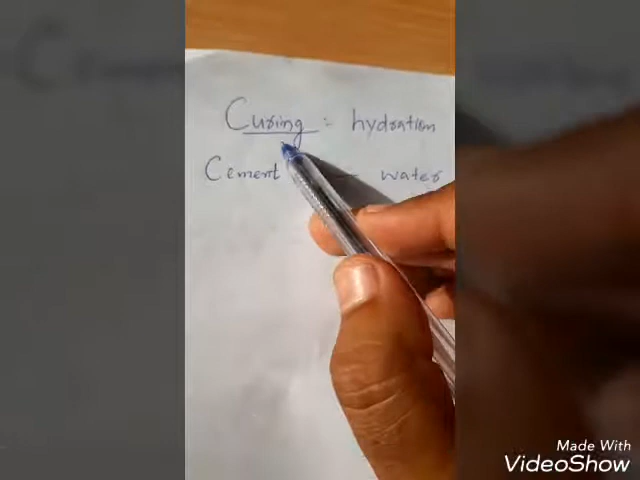 Curing = hydration
Cement — water
Made With
VideoShow